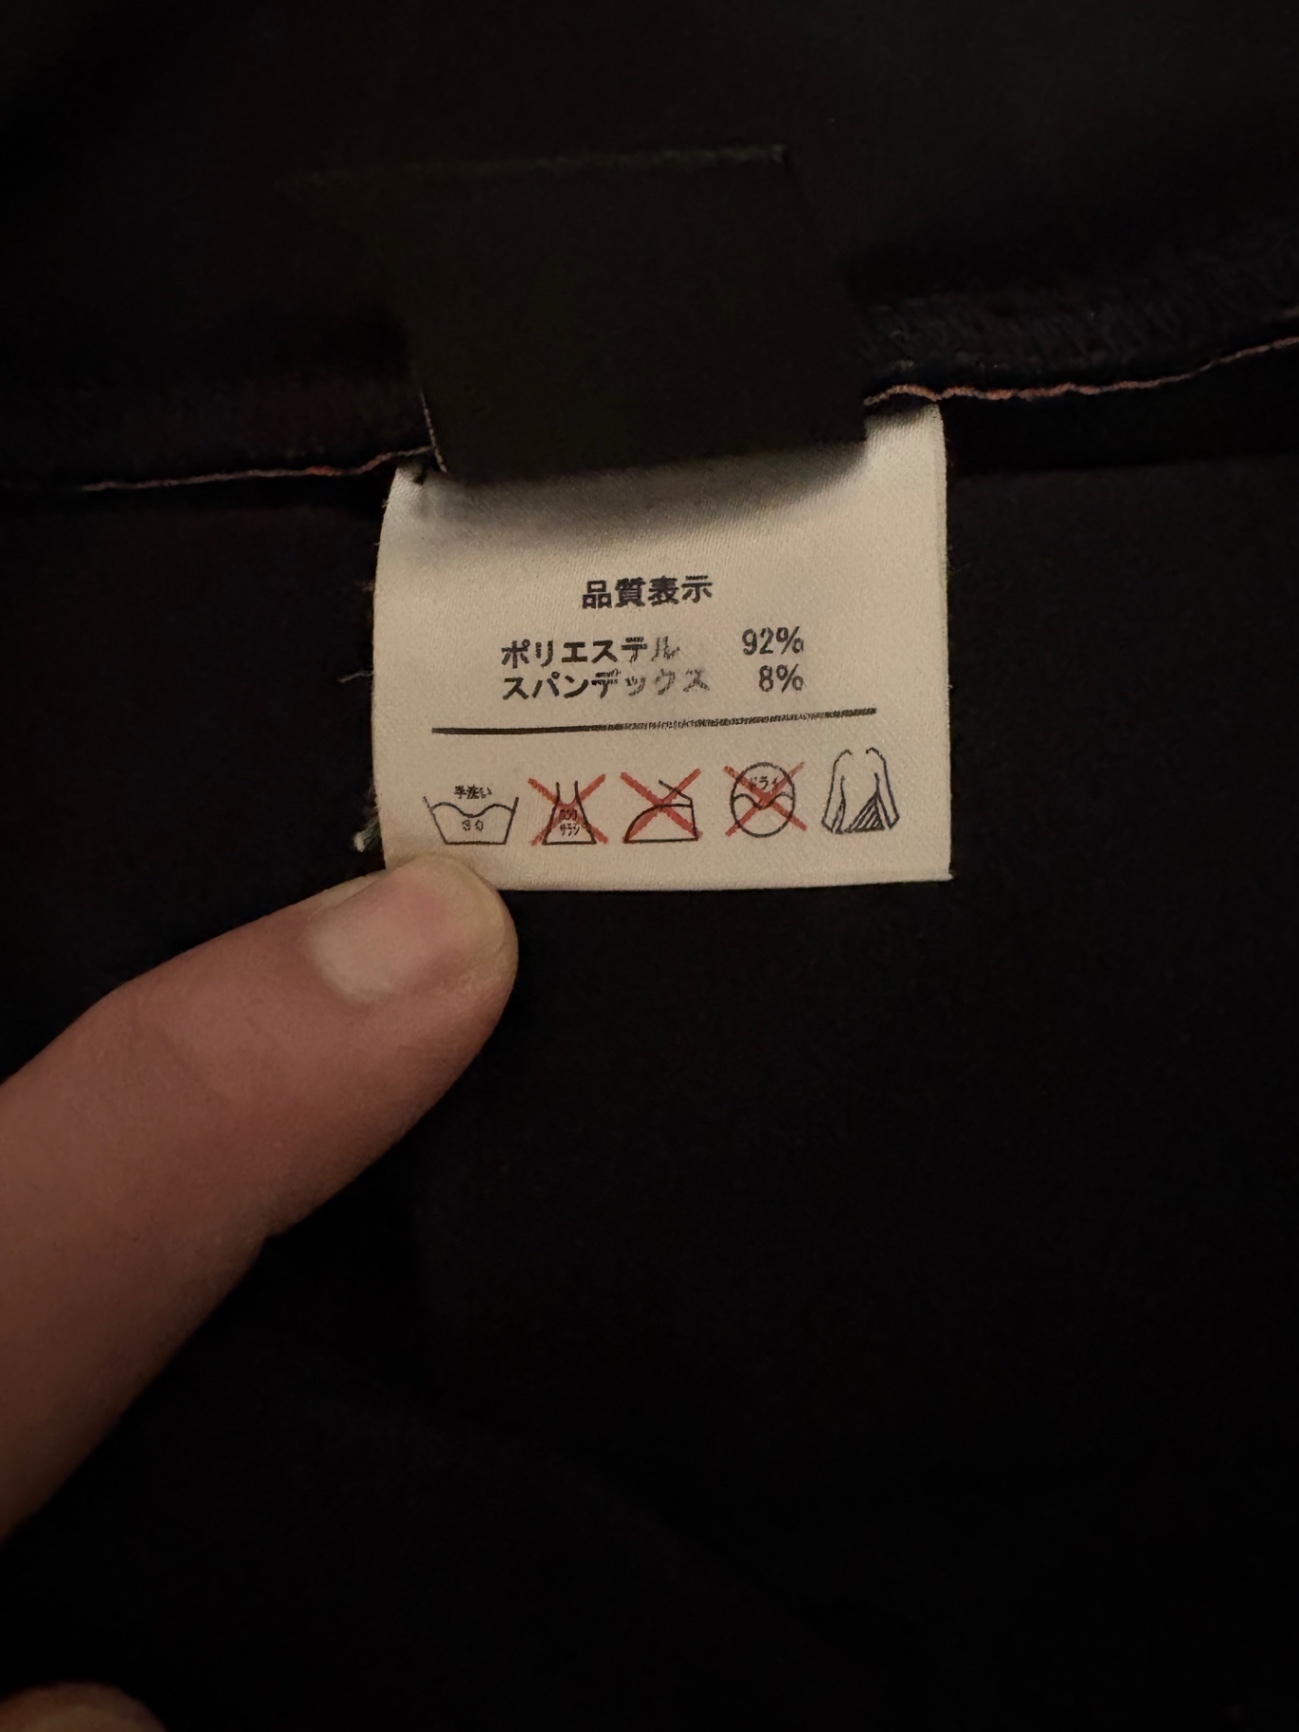 品質表示
ポリエステル 92%
スパンデックス 8%
手洗い
30
ドライ